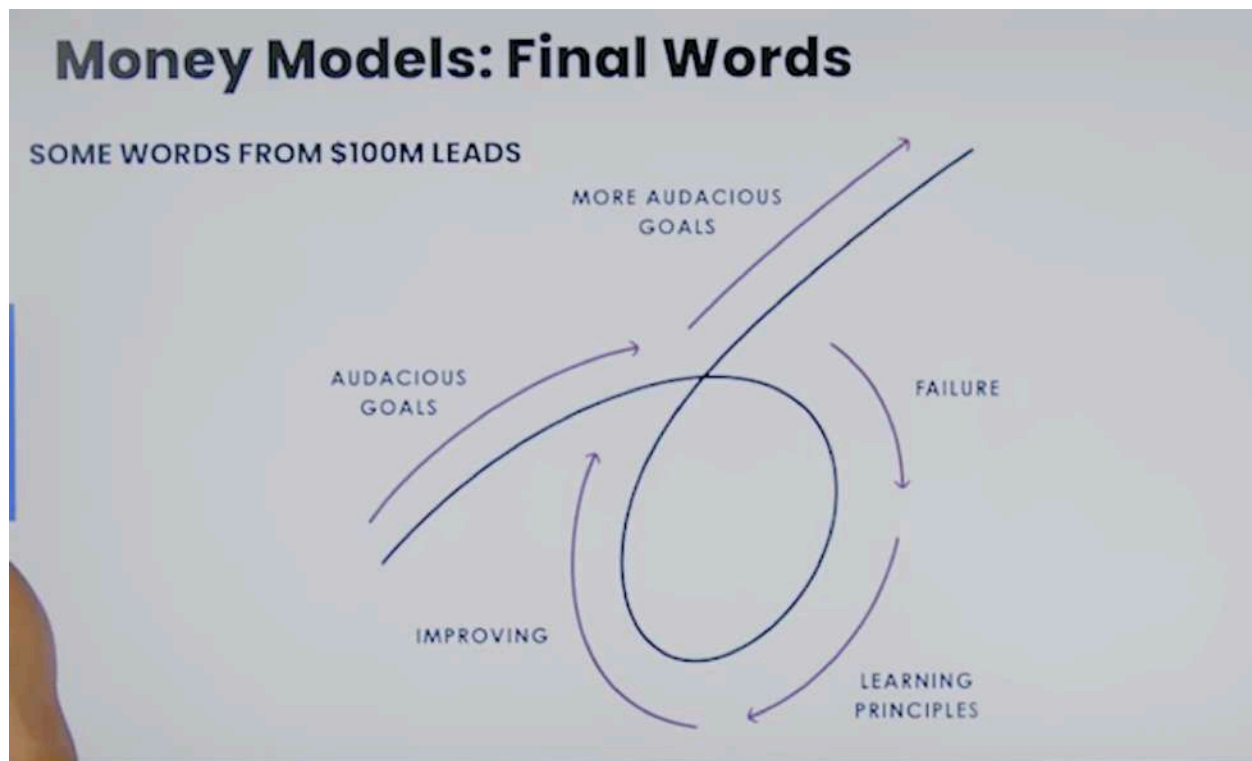 Money Models: Final Words
SOME WORDS FROM $100M LEADS
MORE AUDACIOUS
GOALS
AUDACIOUS
GOALS
FAILURE
IMPROVING
LEARNING
PRINCIPLES